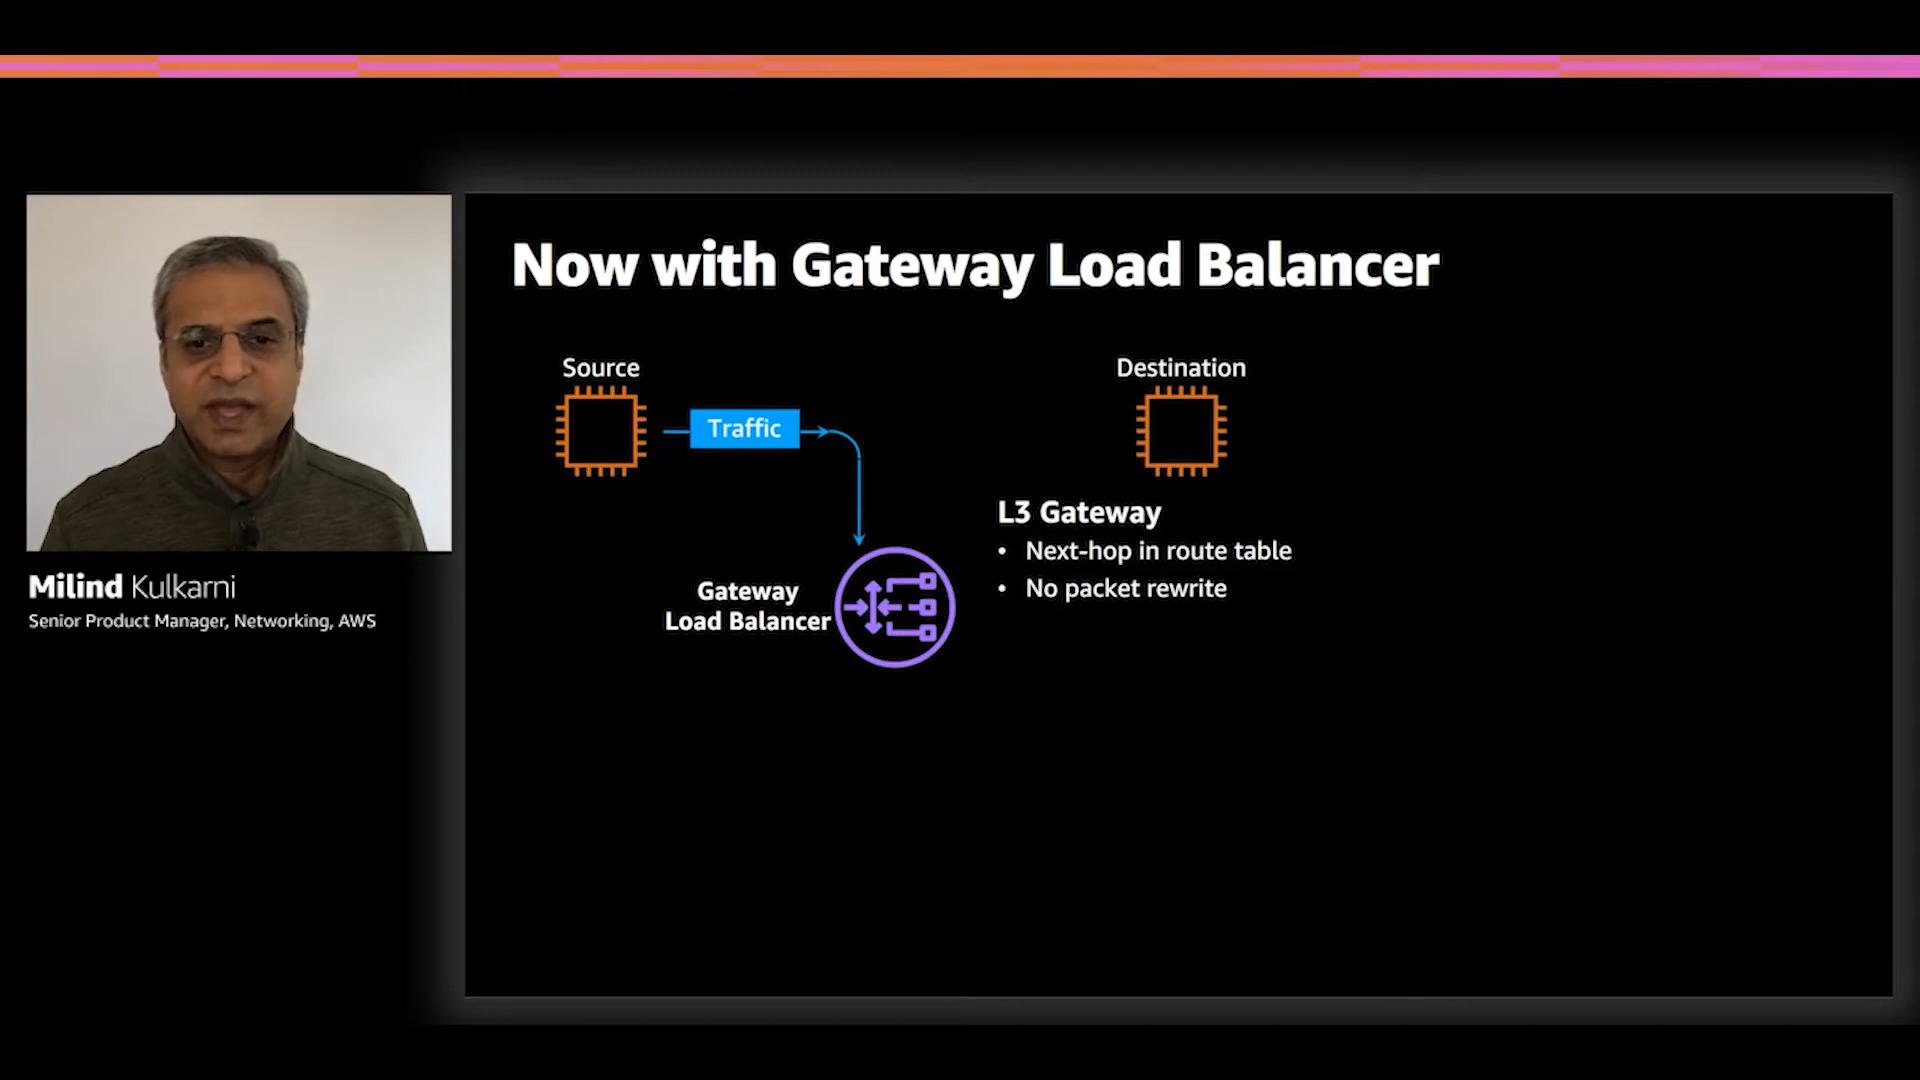 Now with Gateway Load Balancer
Source
Destination
Traffic
L3 Gateway
• Next-hop in route table
• No packet rewrite
Gateway
Load Balancer
Milind Kulkarni
Senior Product Manager, Networking, AWS